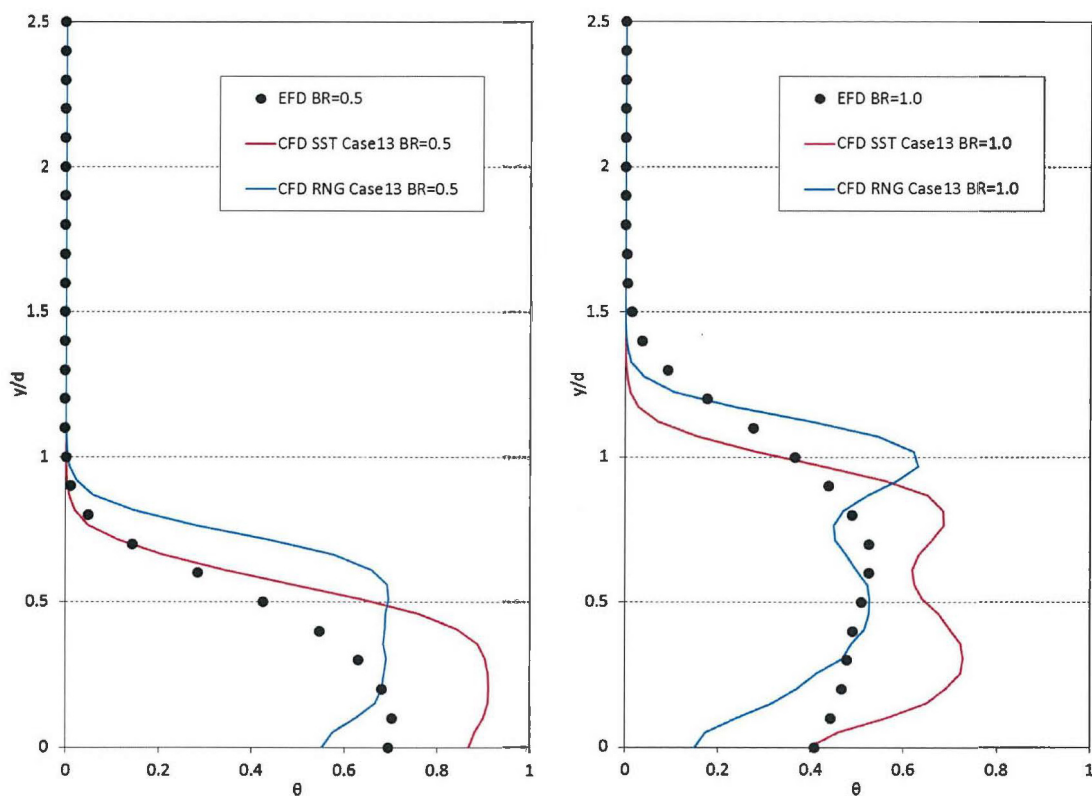 2.5
2
1.5
1
0.5
0
y/d
EFD BR=0.5
CFD SST Case13 BR=0.5
CFD RNG Case13 BR=0.5
0
0.2
0.4
0.6
0.8
1
θ
2.5
2
1.5
1
0.5
0
y/d
EFD BR=1.0
CFD SST Case13 BR=1.0
CFD RNG Case13 BR=1.0
0
0.2
0.4
0.6
0.8
1
θ